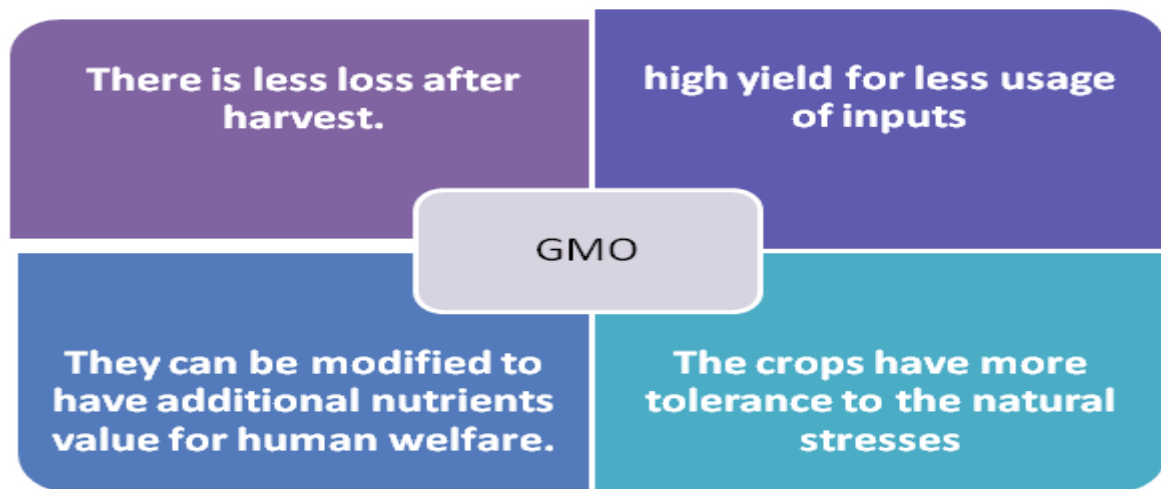 There is less loss after
harvest.
high yield for less usage
of inputs
GMO
They can be modified to
have additional nutrients
value for human welfare.
The crops have more
tolerance to the natural
stresses